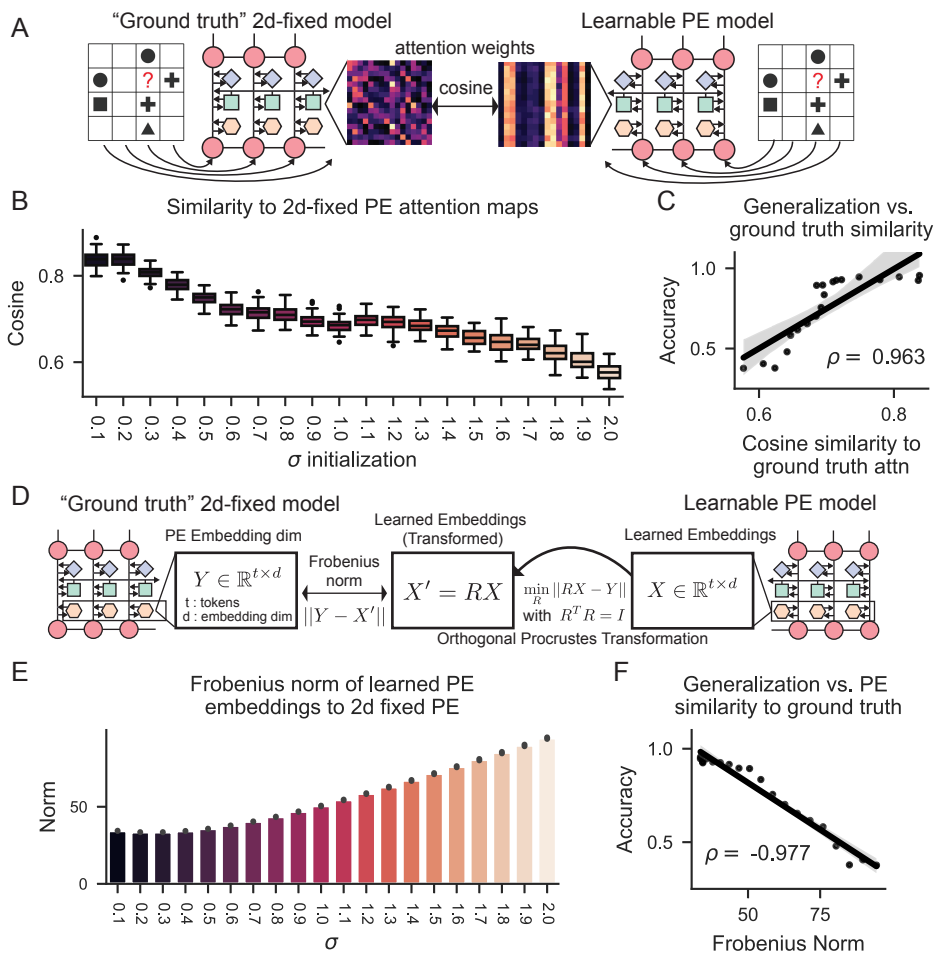 A
“Ground truth” 2d-fixed model
Learnable PE model
attention weights
cosine
?
?
B
Similarity to 2d-fixed PE attention maps
Cosine
0.8
0.6
0.1
0.2
0.3
0.4
0.5
0.6
0.7
0.8
0.9
1.0
1.1
1.2
1.3
1.4
1.5
1.6
1.7
1.8
1.9
2.0
σ initialization
C
Generalization vs.
ground truth similarity
Accuracy
1.0
0.5
ρ = 0.963
0.6
0.8
Cosine similarity to
ground truth attn
D
“Ground truth” 2d-fixed model
Learnable PE model
PE Embedding dim
Y ∈ ℝ^{t×d}
t : tokens
d : embedding dim
Frobenius
norm
||Y − X′||
Learned Embeddings
(Transformed)
X′ = RX
min_R ||RX − Y||
with R^T R = I
Orthogonal Procrustes Transformation
Learned Embeddings
X ∈ ℝ^{t×d}
E
Frobenius norm of learned PE
embeddings to 2d fixed PE
Norm
50
0
0.1
0.2
0.3
0.4
0.5
0.6
0.7
0.8
0.9
1.0
1.1
1.2
1.3
1.4
1.5
1.6
1.7
1.8
1.9
2.0
σ
F
Generalization vs. PE
similarity to ground truth
Accuracy
1.0
0.5
ρ = -0.977
50
75
Frobenius Norm